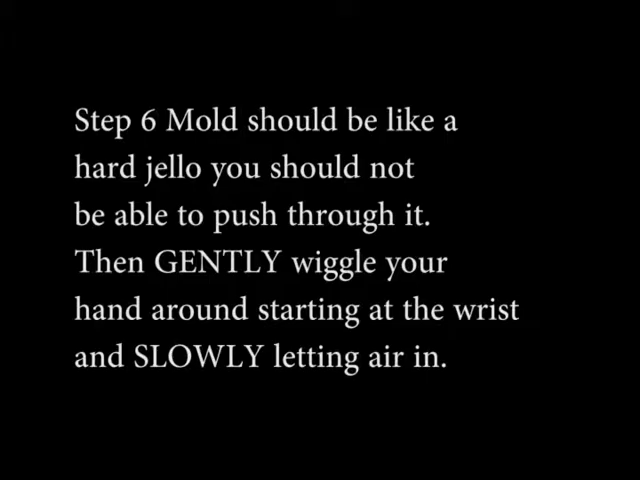 Step 6 Mold should be like a
hard jello you should not
be able to push through it.
Then GENTLY wiggle your
hand around starting at the wrist
and SLOWLY letting air in.